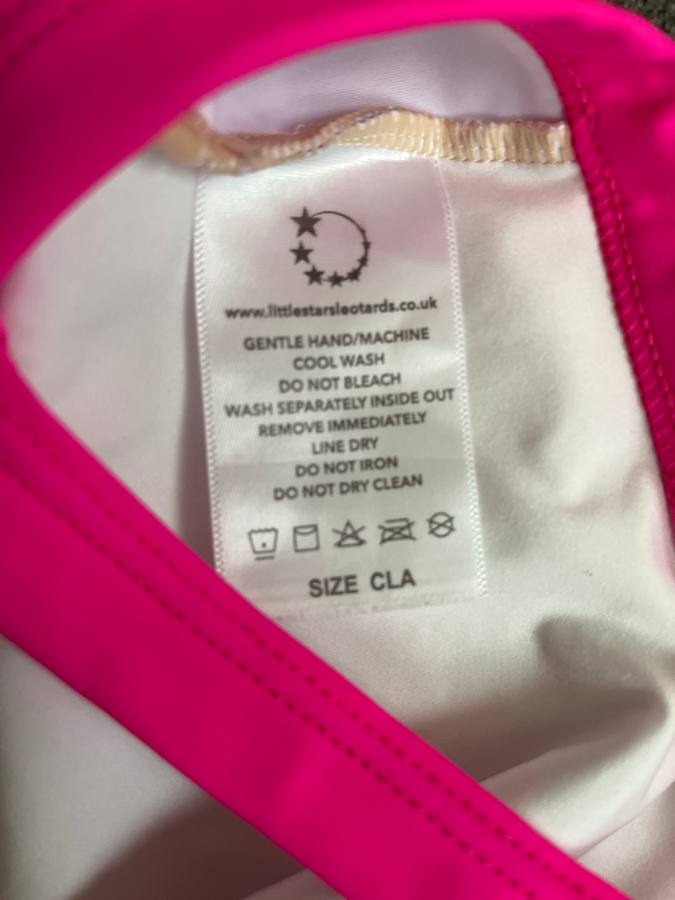 www.littlestarsleotards.co.uk
GENTLE HAND/MACHINE
COOL WASH
DO NOT BLEACH
WASH SEPARATELY INSIDE OUT
REMOVE IMMEDIATELY
LINE DRY
DO NOT IRON
DO NOT DRY CLEAN
SIZE CLA